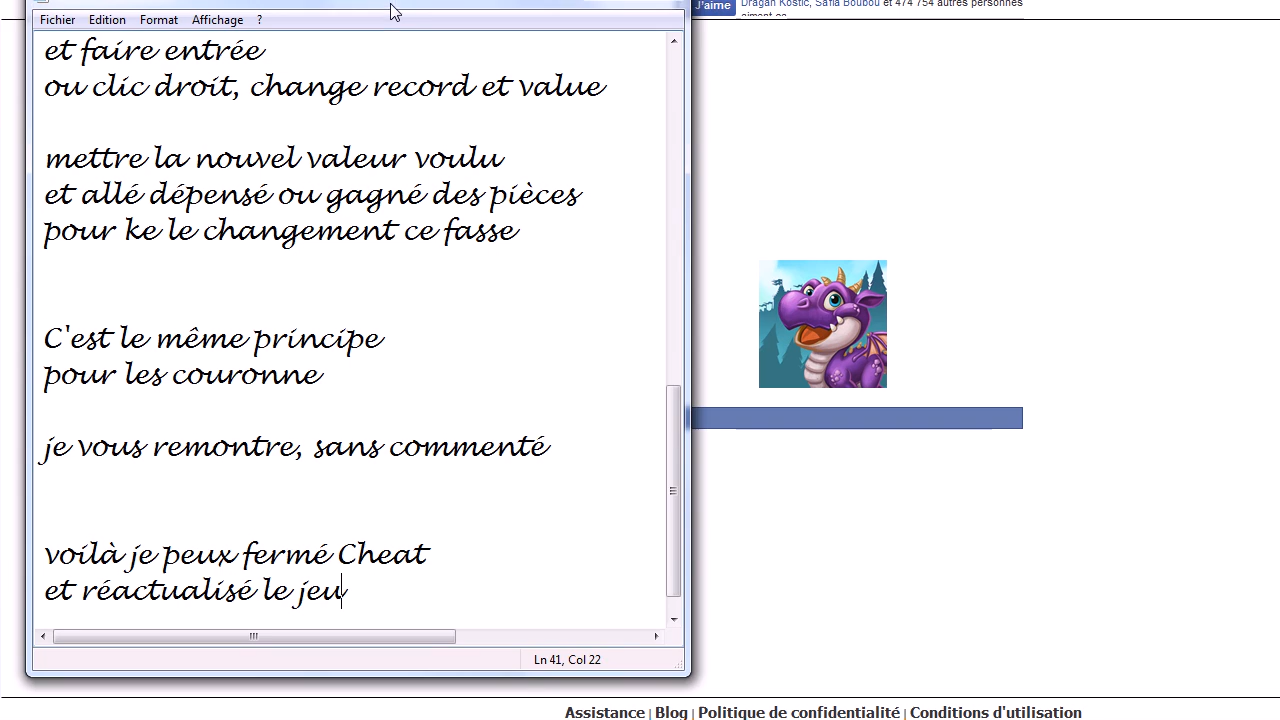 J'aime
Dragan Kostic, Safia Boubou et 474 754 autres personnes
aiment ça.
Fichier Edition Format Affichage ?
et faire entrée
ou clic droit, change record et value
mettre la nouvel valeur voulu
et allé dépensé ou gagné des pièces
pour ke le changement ce fasse
C'est le même principe
pour les couronne
je vous remontre, sans commenté
voilà je peux fermé Cheat
et réactualisé le jeu
Ln 41, Col 22
Assistance | Blog | Politique de confidentialité | Conditions d'utilisation